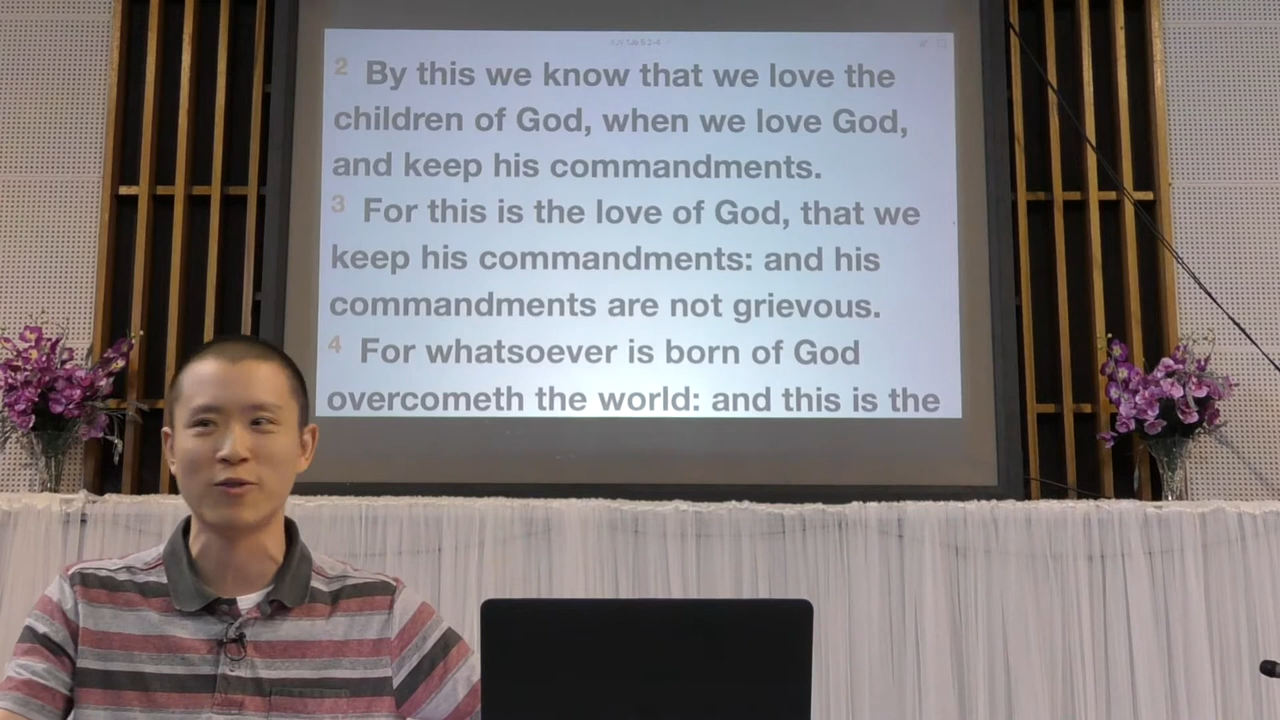 2 By this we know that we love the
children of God, when we love God,
and keep his commandments.
3 For this is the love of God, that we
keep his commandments: and his
commandments are not grievous.
4 For whatsoever is born of God
overcometh the world: and this is the